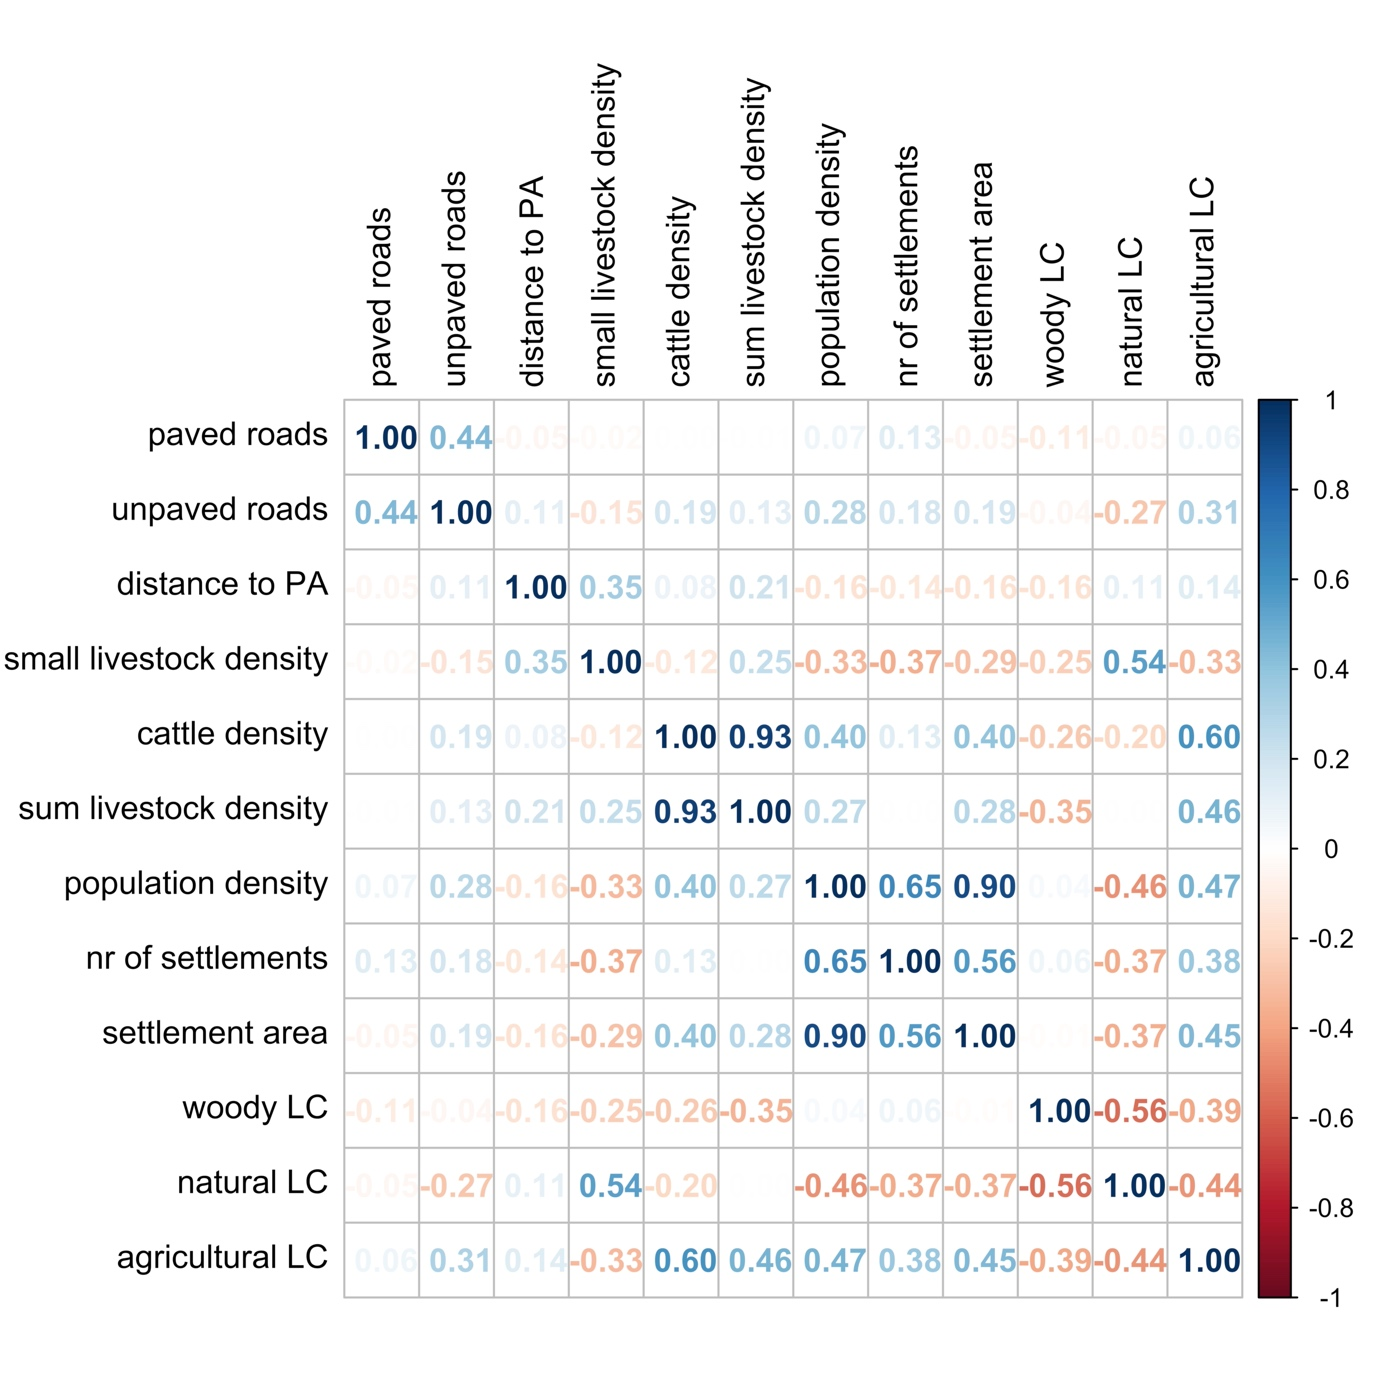 paved roads
unpaved roads
distance to PA
small livestock density
cattle density
sum livestock density
population density
nr of settlements
settlement area
woody LC
natural LC
agricultural LC
paved roads 1.00 0.44 -0.05 -0.02 0.07 0.13 -0.05 -0.11 -0.05 0.06
unpaved roads 0.44 1.00 0.11 -0.15 0.19 0.13 0.28 0.18 0.19 -0.04 -0.27 0.31
distance to PA -0.05 0.11 1.00 0.35 0.08 0.21 -0.16 -0.14 -0.16 -0.16 0.11 0.14
small livestock density -0.02 -0.15 0.35 1.00 -0.12 0.25 -0.33 -0.37 -0.29 -0.25 0.54 -0.33
cattle density 0.19 0.08 -0.12 1.00 0.93 0.40 0.13 0.40 -0.26 -0.20 0.60
sum livestock density 0.13 0.21 0.25 0.93 1.00 0.27 0.28 -0.35 0.46
population density 0.07 0.28 -0.16 -0.33 0.40 0.27 1.00 0.65 0.90 0.04 -0.46 0.47
nr of settlements 0.13 0.18 -0.14 -0.37 0.13 0.65 1.00 0.56 0.06 -0.37 0.38
settlement area -0.05 0.19 -0.16 -0.29 0.40 0.28 0.90 0.56 1.00 -0.37 0.45
woody LC -0.11 -0.04 -0.16 -0.25 -0.26 -0.35 0.04 0.06 1.00 -0.56 -0.39
natural LC -0.05 -0.27 0.11 0.54 -0.20 -0.46 -0.37 -0.37 -0.56 1.00 -0.44
agricultural LC 0.06 0.31 0.14 -0.33 0.60 0.46 0.47 0.38 0.45 -0.39 -0.44 1.00
1
0.8
0.6
0.4
0.2
0
-0.2
-0.4
-0.6
-0.8
-1